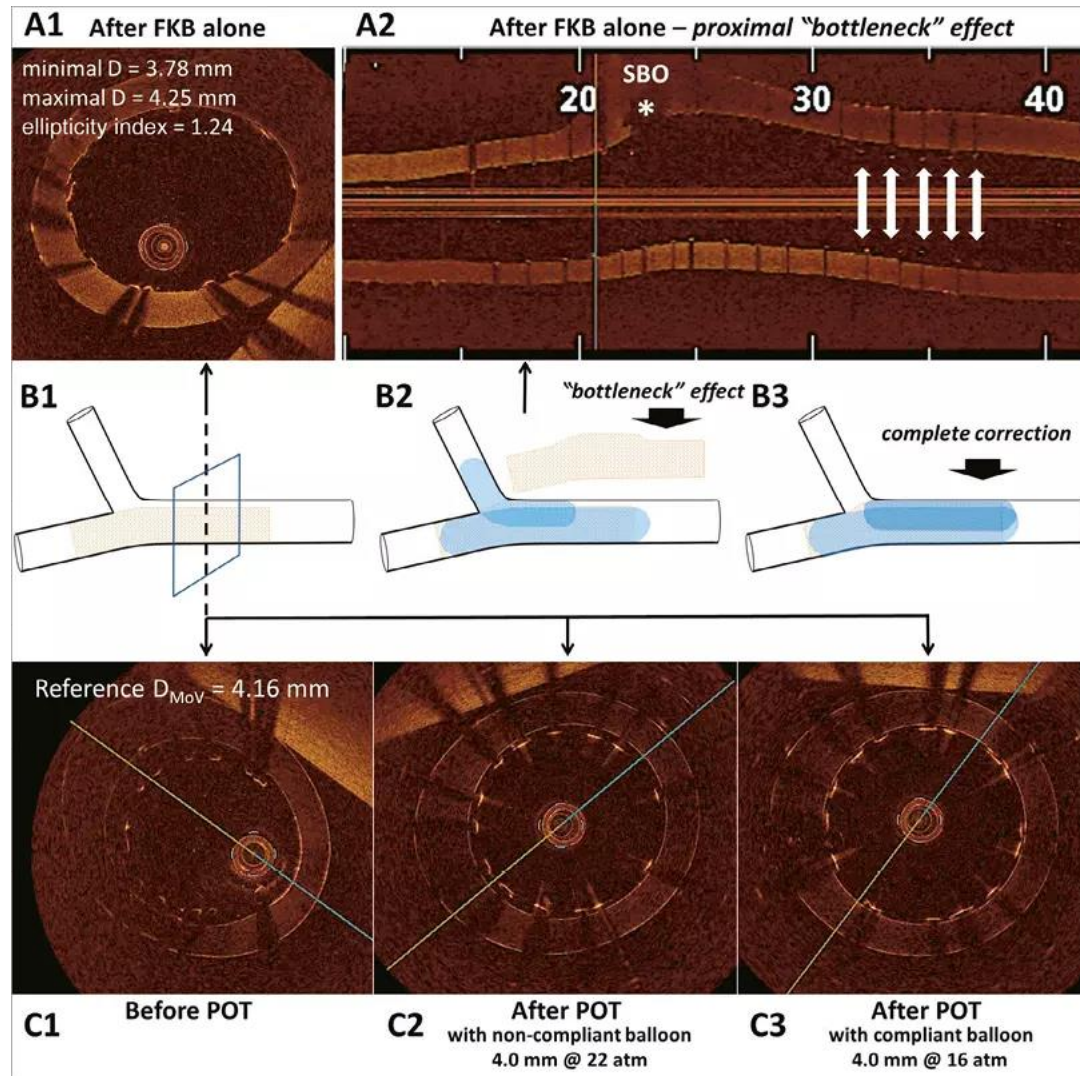 A1 After FKB alone
minimal D = 3.78 mm
maximal D = 4.25 mm
ellipticity index = 1.24
A2 After FKB alone – proximal “bottleneck” effect
SBO
*
20 30 40
B1
B2
“bottleneck” effect
B3
complete correction
Reference D_MoV = 4.16 mm
C1 Before POT
C2 After POT
with non-compliant balloon
4.0 mm @ 22 atm
C3 After POT
with compliant balloon
4.0 mm @ 16 atm